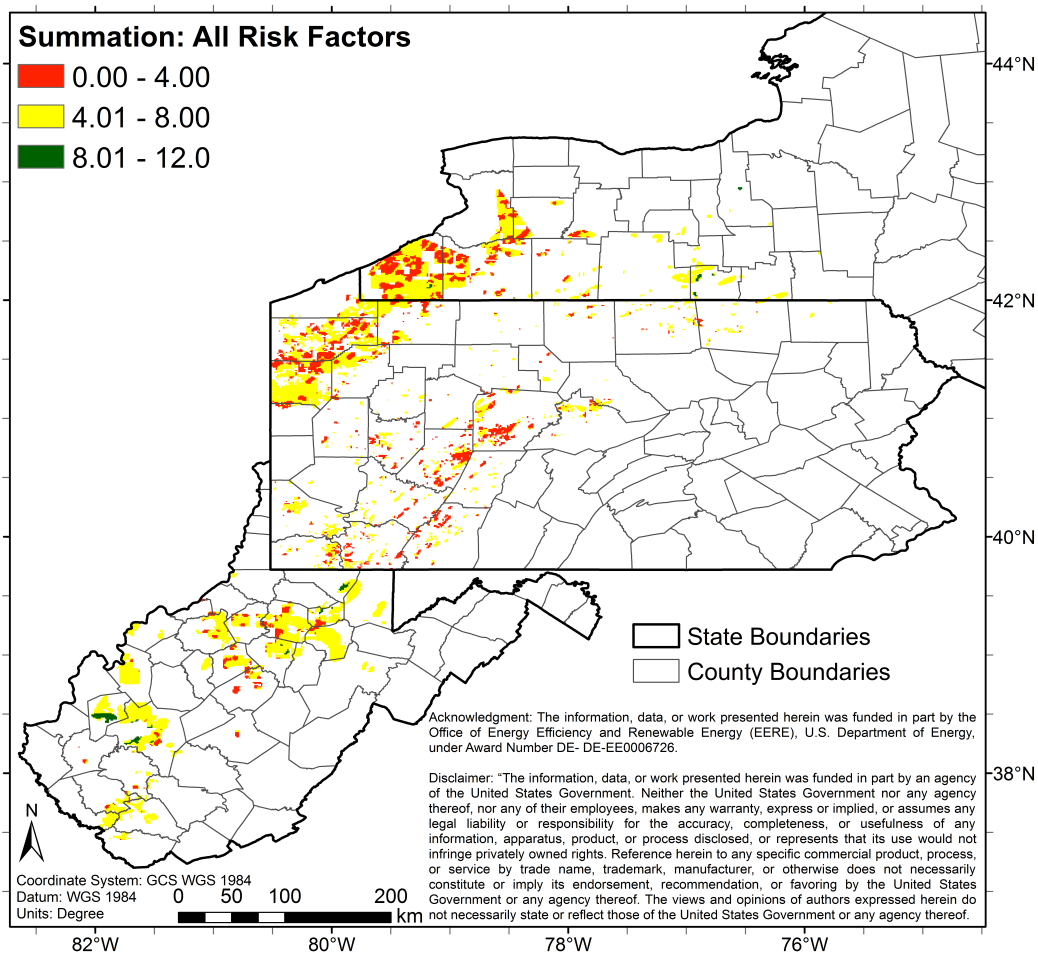 Summation: All Risk Factors
0.00 - 4.00
4.01 - 8.00
8.01 - 12.0
44°N
42°N
40°N
38°N
State Boundaries
County Boundaries
Acknowledgment: The information, data, or work presented herein was funded in part by the
Office of Energy Efficiency and Renewable Energy (EERE), U.S. Department of Energy,
under Award Number DE- DE-EE0006726.
Disclaimer: “The information, data, or work presented herein was funded in part by an agency
of the United States Government. Neither the United States Government nor any agency
thereof, nor any of their employees, makes any warranty, express or implied, or assumes any
legal liability or responsibility for the accuracy, completeness, or usefulness of any
information, apparatus, product, or process disclosed, or represents that its use would not
infringe privately owned rights. Reference herein to any specific commercial product, process,
or service by trade name, trademark, manufacturer, or otherwise does not necessarily
constitute or imply its endorsement, recommendation, or favoring by the United States
Government or any agency thereof. The views and opinions of authors expressed herein do
not necessarily state or reflect those of the United States Government or any agency thereof.
N
Coordinate System: GCS WGS 1984
Datum: WGS 1984
Units: Degree
0 50 100 200
km
82°W 80°W 78°W 76°W